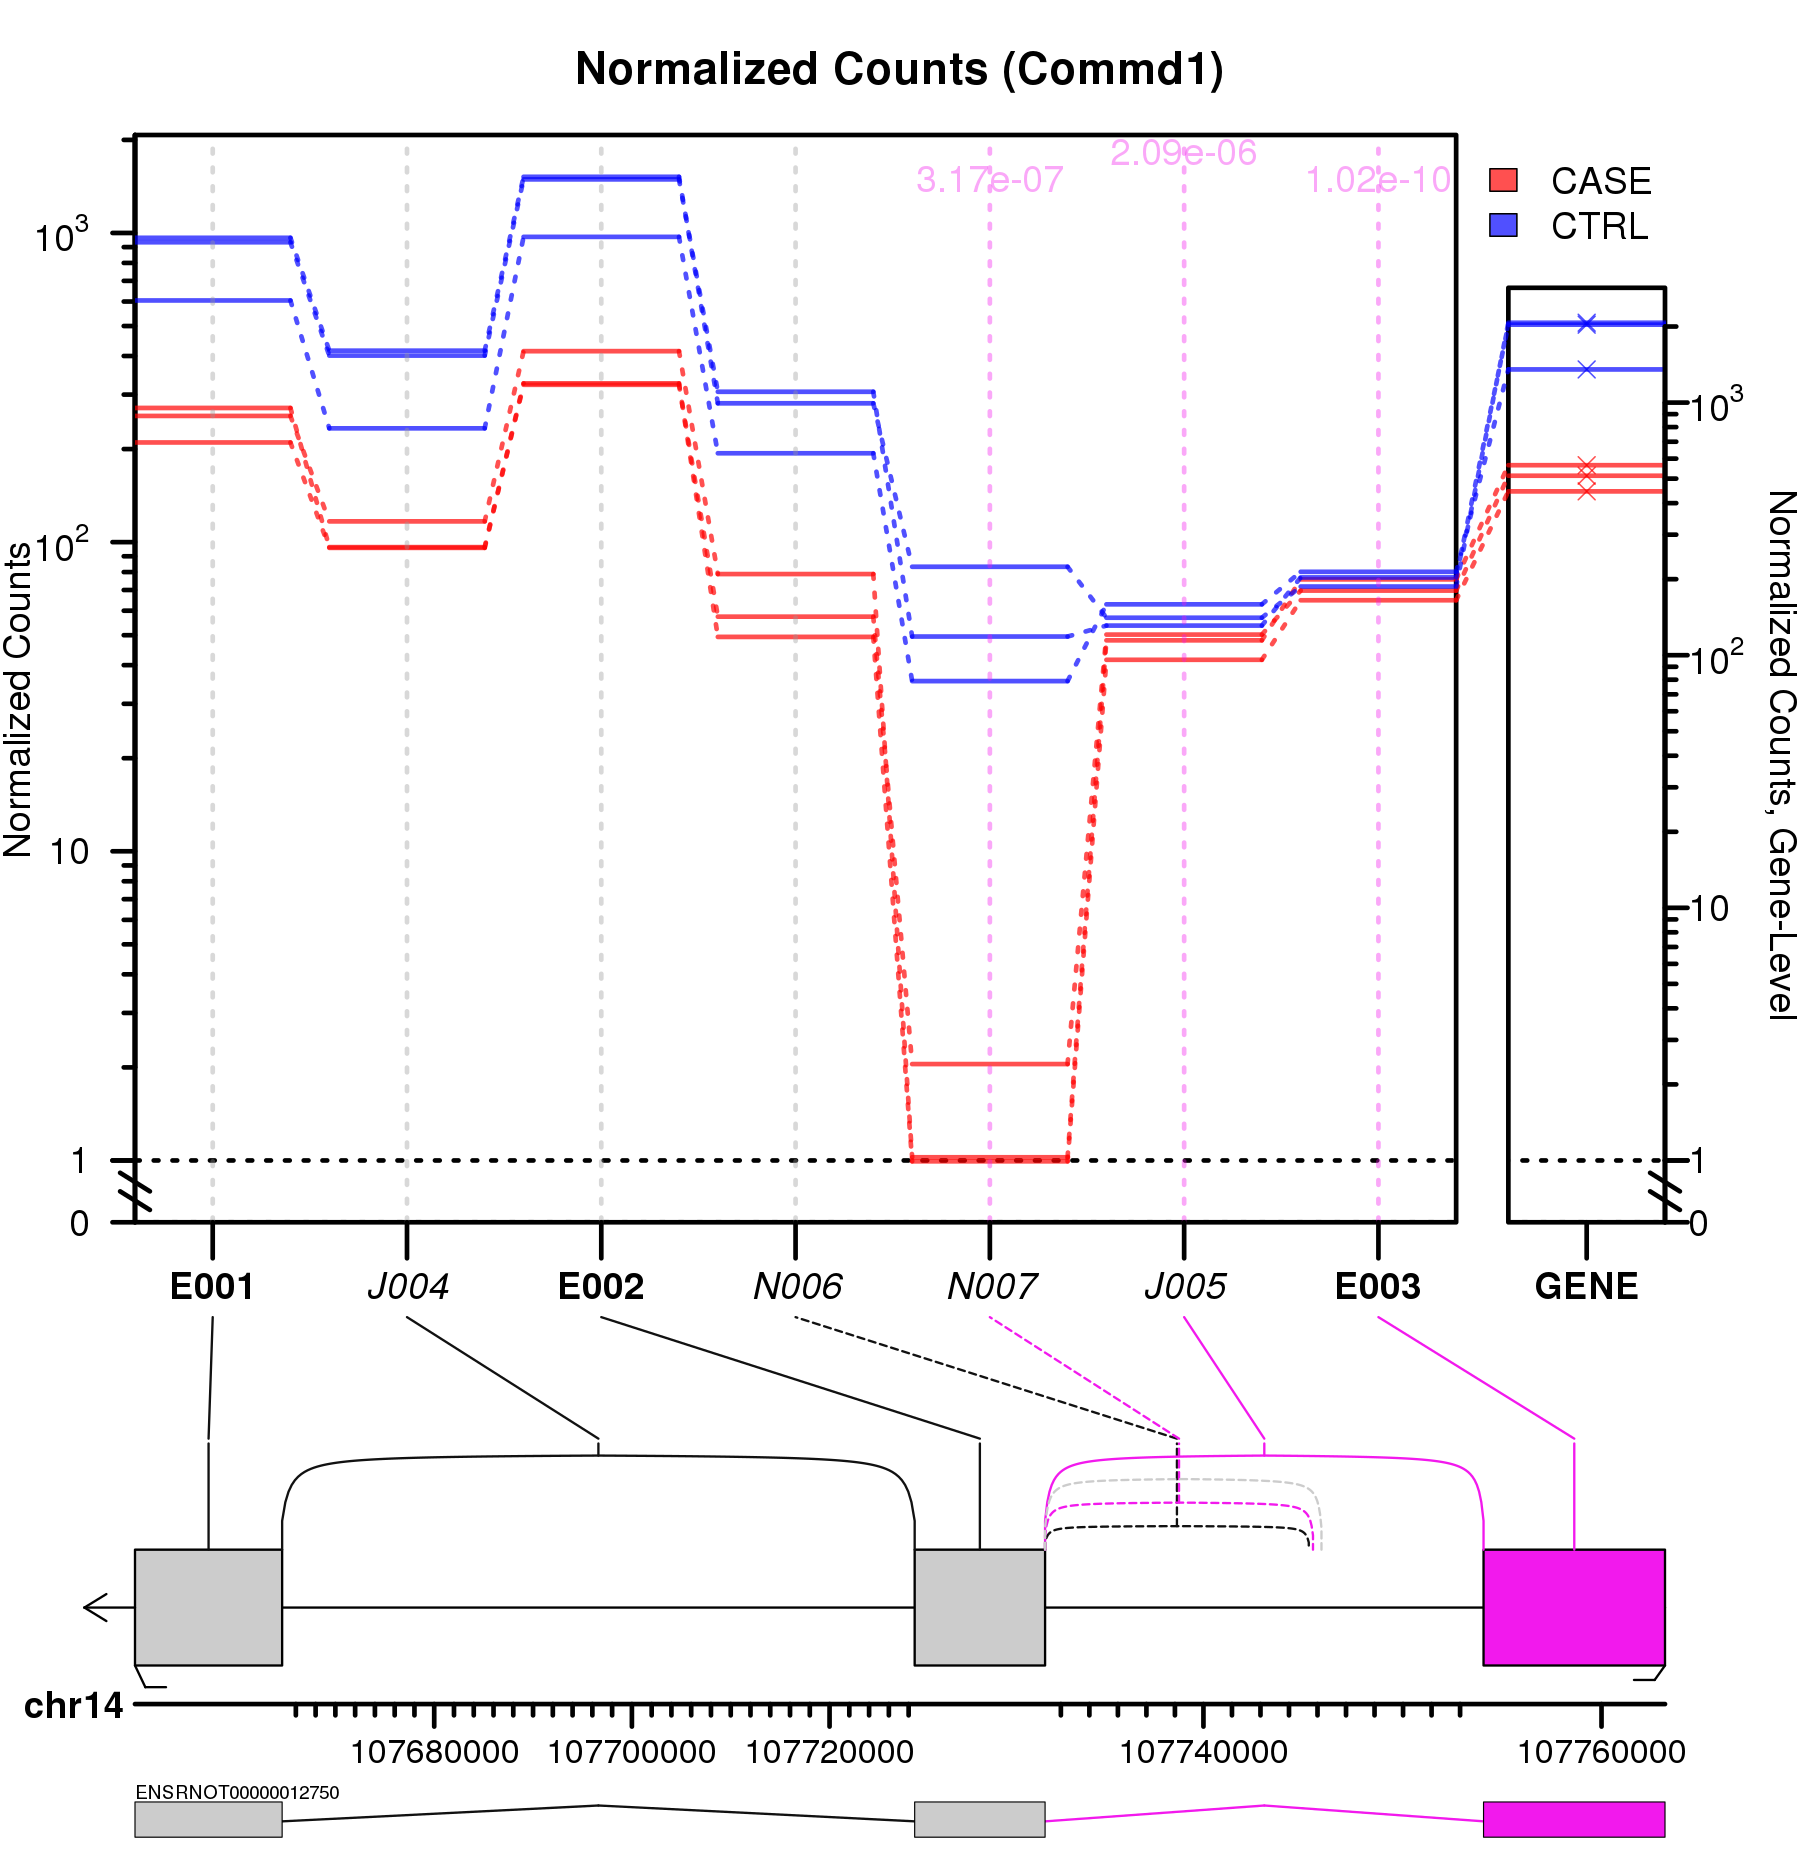 Normalized Counts (Commd1)
3.17e-07
2.09e-06
1.02e-10
CASE
CTRL
Normalized Counts
10³
10²
10
1
0
10³
10²
10
1
0
Normalized Counts, Gene-Level
E001 J004 E002 N006 N007 J005 E003 GENE
chr14
107680000 107700000 107720000 107740000 107760000
ENSRNOT00000012750